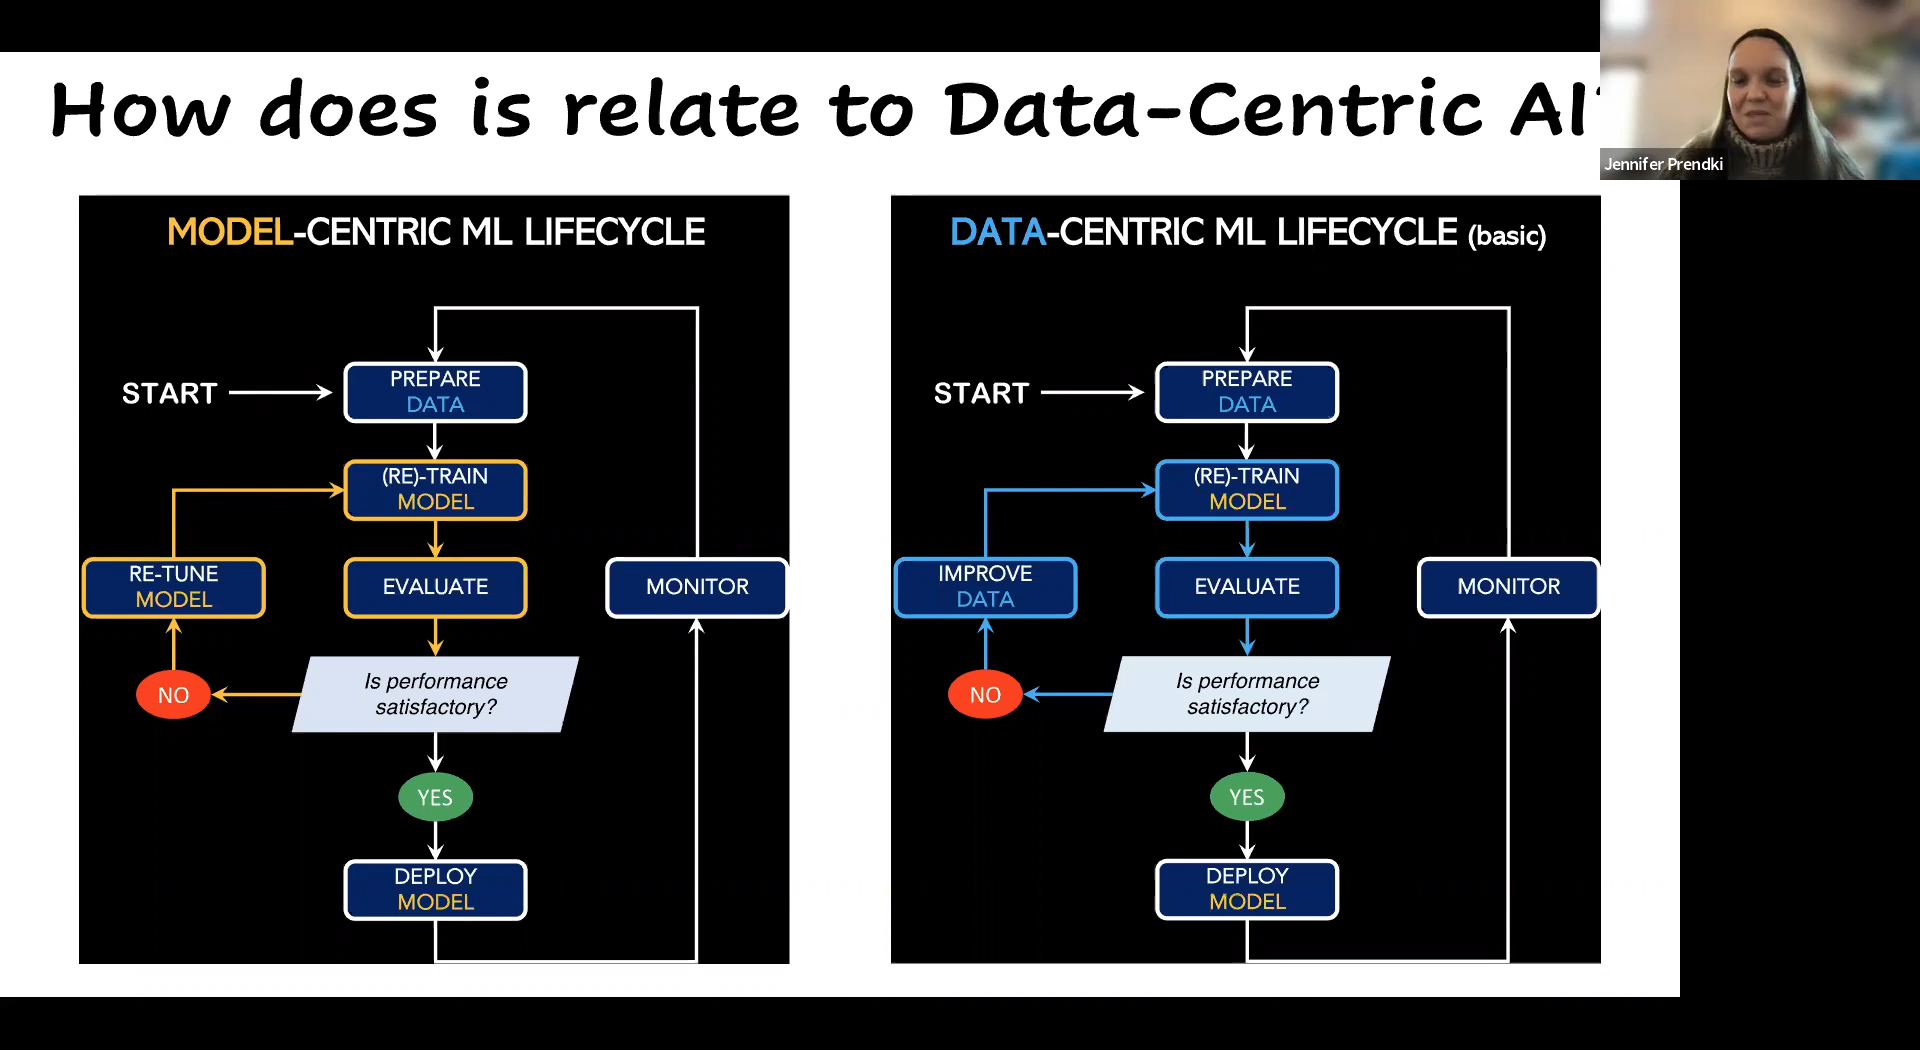 How does is relate to Data-Centric AI
Jennifer Prendki
MODEL-CENTRIC ML LIFECYCLE
START
PREPARE
DATA
(RE)-TRAIN
MODEL
RE-TUNE
MODEL
EVALUATE
MONITOR
NO
Is performance
satisfactory?
YES
DEPLOY
MODEL
DATA-CENTRIC ML LIFECYCLE (basic)
START
PREPARE
DATA
(RE)-TRAIN
MODEL
IMPROVE
DATA
EVALUATE
MONITOR
NO
Is performance
satisfactory?
YES
DEPLOY
MODEL